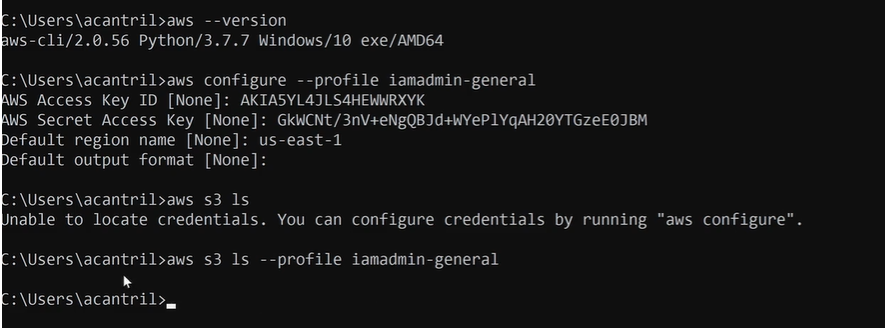 C:\Users\acantril>aws --version
aws-cli/2.0.56 Python/3.7.7 Windows/10 exe/AMD64
C:\Users\acantril>aws configure --profile iamadmin-general
AWS Access Key ID [None]: AKIA5YL4JLS4HEWWRXYK
AWS Secret Access Key [None]: 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
Default region name [None]: us-east-1
Default output format [None]:
C:\Users\acantril>aws s3 ls
Unable to locate credentials. You can configure credentials by running "aws configure".
C:\Users\acantril>aws s3 ls --profile iamadmin-general
C:\Users\acantril>